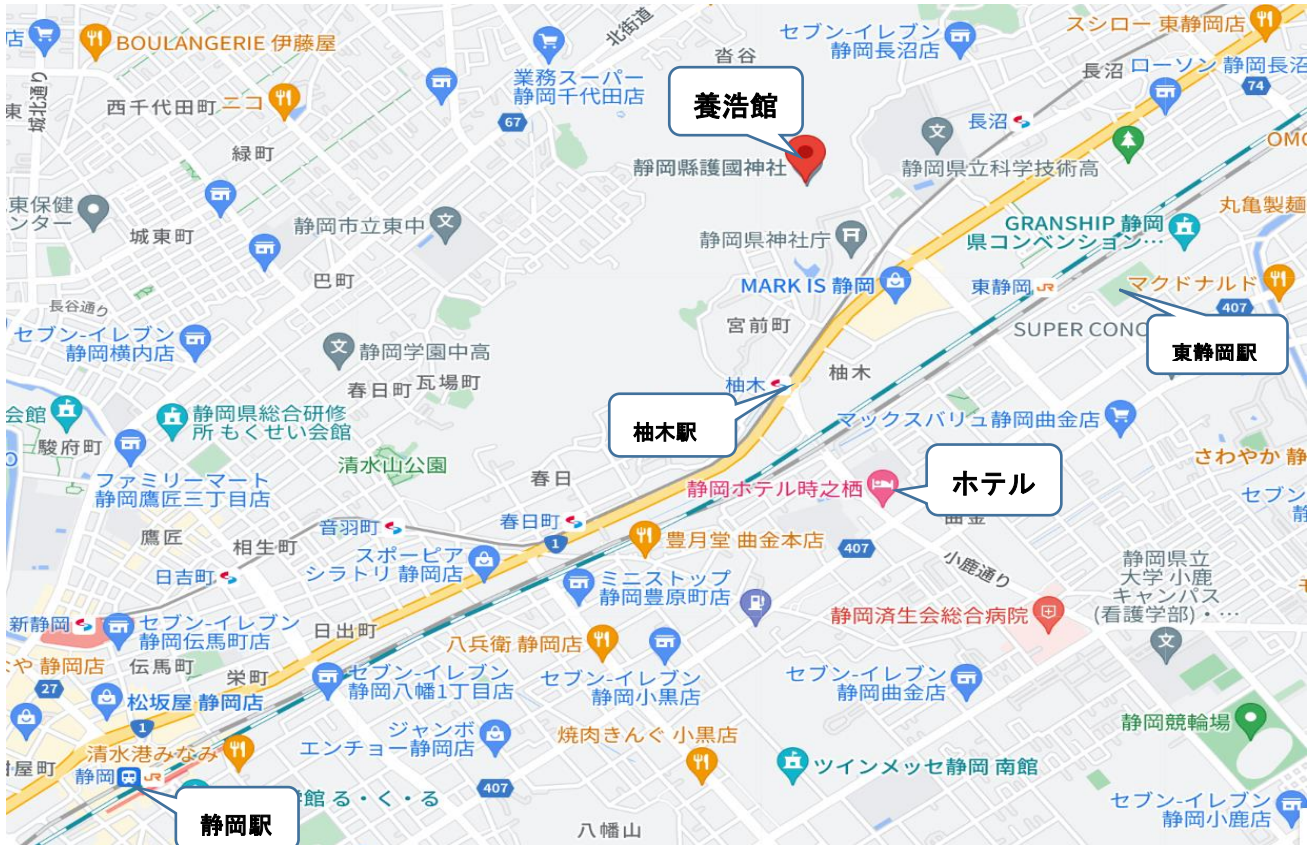 北街道
セブン-イレブン
静岡長沼店
スシロー 東静岡店
店
BOULANGERIE 伊藤屋
業務スーパー
静岡千代田店
沓谷
長沼
ローソン 静岡長沼
74
西千代田町
ニコ
城北通り
東
67
養浩館
長沼
緑町
靜岡縣護國神社
静岡県立科学技術高
OMO
東保健
ンター
城東町
静岡市立東中
静岡県神社庁
GRANSHIP 静岡
県コンベンション…
丸亀製麺
巴町
MARK IS 静岡
東静岡 JR
マクドナルド
407
長谷通り
セブン-イレブン
静岡横内店
宮前町
SUPER CONC
東静岡駅
静岡学園中高
春日町
瓦場町
柚木
柚木
会館
静岡県総合研修
所 もくせい会館
柚木駅
マックスバリュ静岡曲金店
駿府町
清水山公園
さわやか 静
ファミリーマート
静岡鷹匠三丁目店
春日
静岡ホテル時之栖
ホテル
セブン
静
曲金
鷹匠
相生町
音羽町
春日町
1
豊月堂 曲金本店
407
小鹿通り
静岡県立
大学 小鹿
キャンパス
(看護学部)・…
スポーピア
シラトリ 静岡店
日吉町
ミニストップ
静岡豊原町店
静岡済生会総合病院
新静岡
セブン-イレブン
静岡伝馬町店
日出町
八兵衛 静岡店
なや 静岡店
伝馬町
栄町
セブン-イレブン
静岡八幡1丁目店
セブン-イレブン
静岡小黒店
セブン-イレブン
静岡曲金店
27
松坂屋 静岡店
1
ジャンボ
エンチョー静岡店
焼肉きんぐ 小黒店
静岡競輪場
清水港みなみ
紺屋町
静岡 JR
ツインメッセ静岡 南館
407
館 る・く・る
静岡駅
八幡山
セブン-イレブン
静岡小鹿店